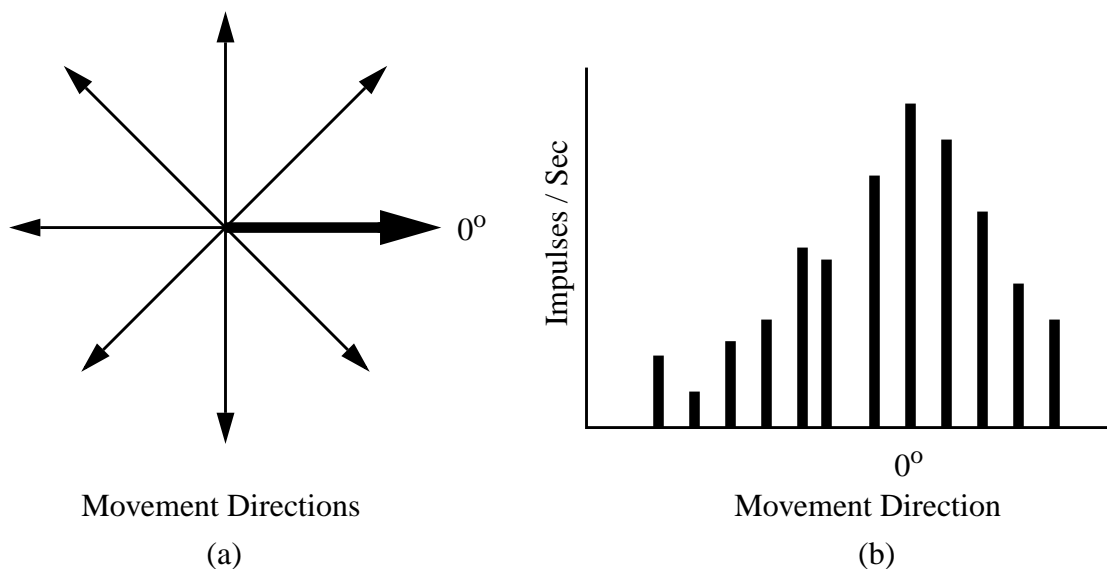 0°
Movement Directions
(a)
Impulses / Sec
0°
Movement Direction
(b)